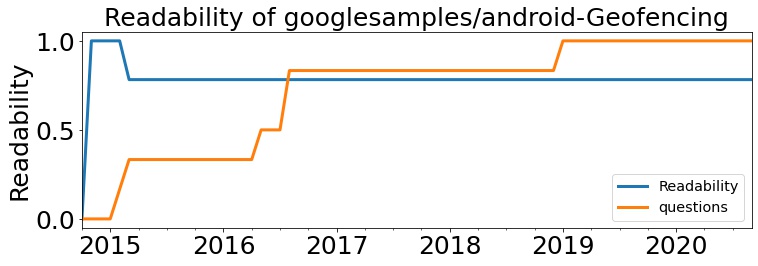 Readability of googlesamples/android-Geofencing
Readability
1.0
0.5
0.0
Readability
questions
2015 2016 2017 2018 2019 2020